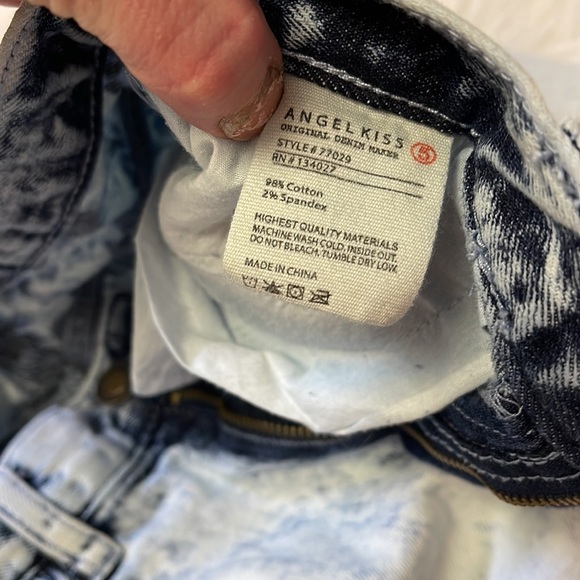 ANGEL KISS
ORIGINAL DENIM MAKER
5
STYLE # 77029
RN # 134027
98% Cotton
2% Spandex
HIGHEST QUALITY MATERIALS
MACHINE WASH COLD. INSIDE OUT.
DO NOT BLEACH. TUMBLE DRY LOW.
MADE IN CHINA